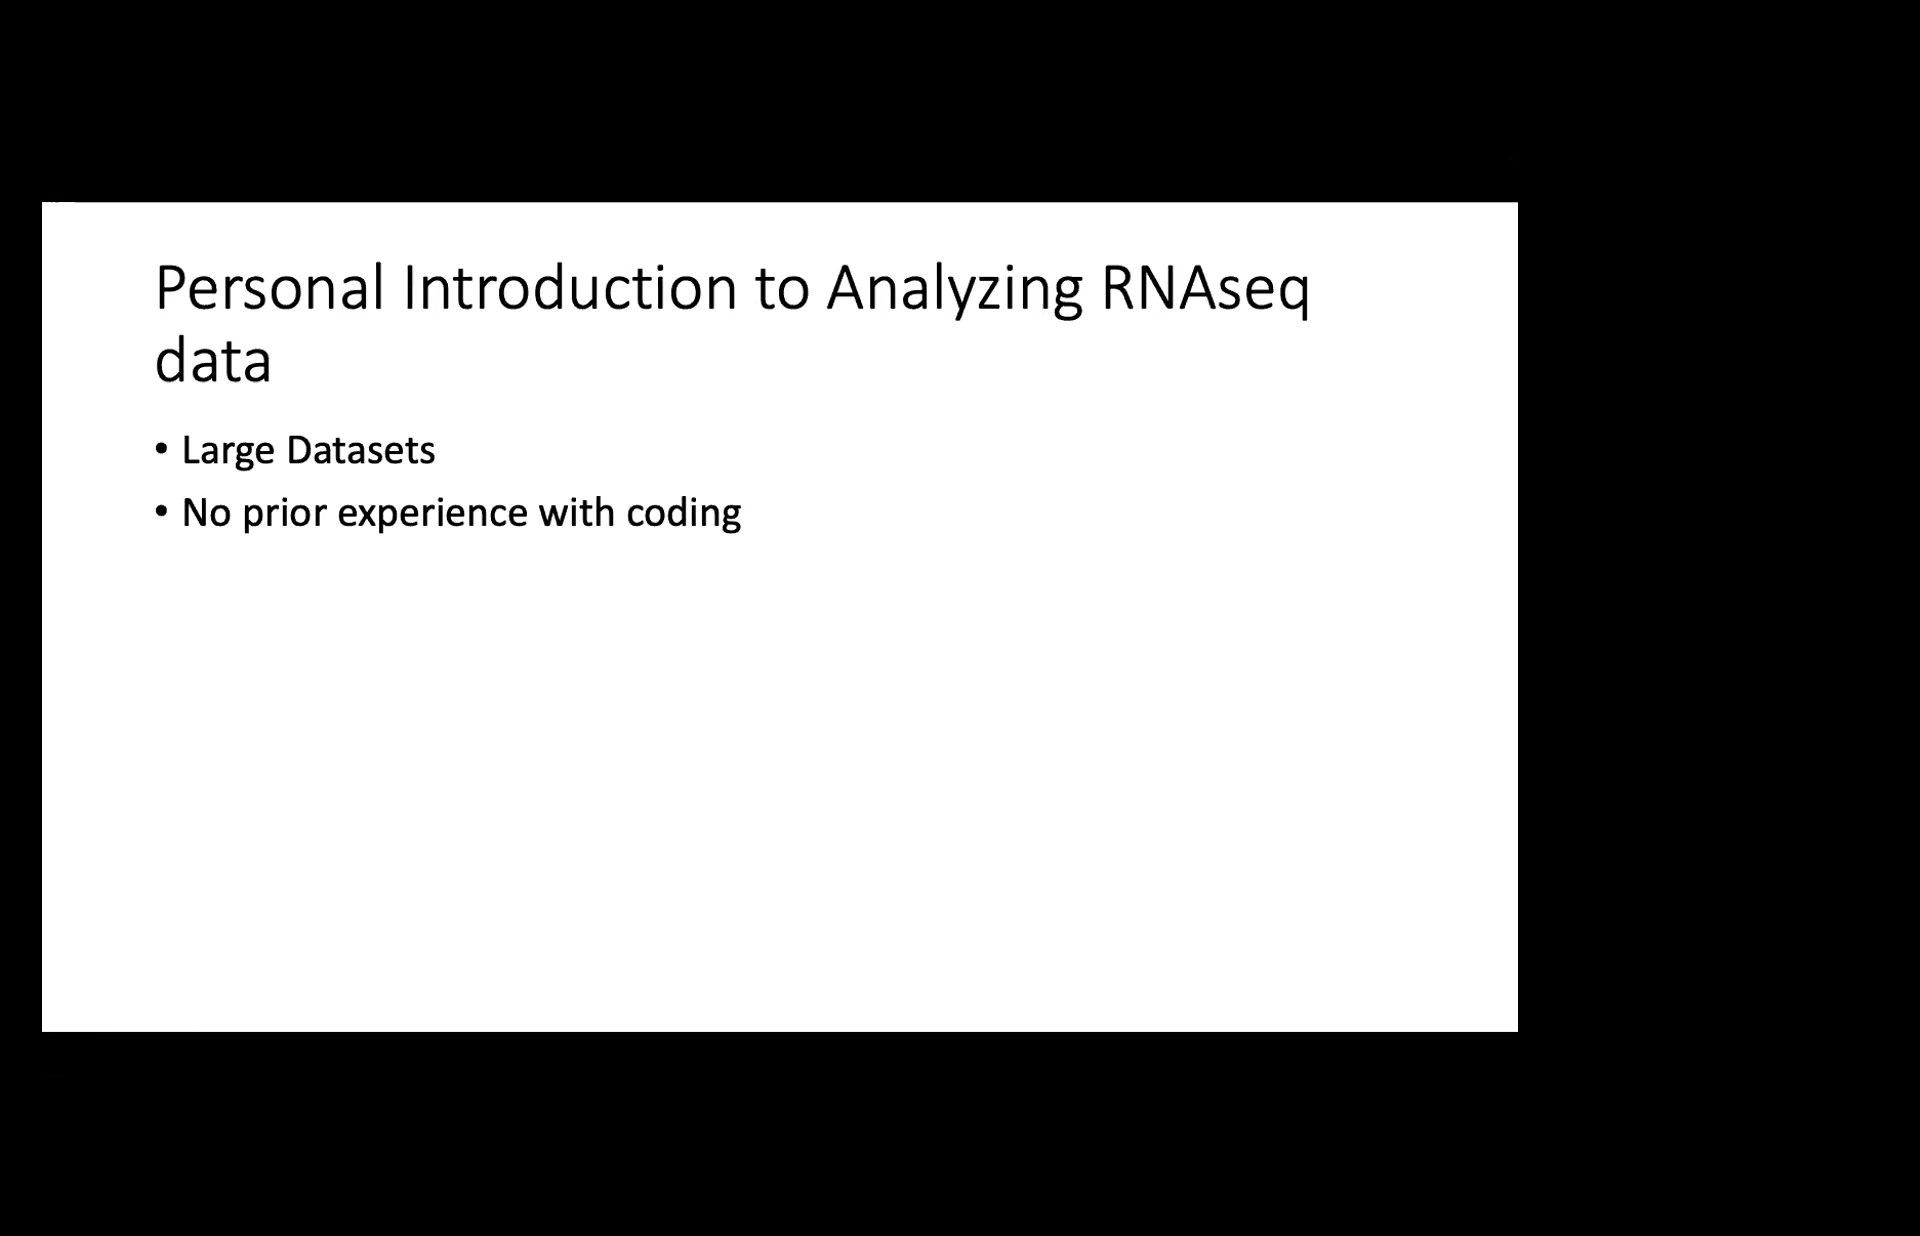 Personal Introduction to Analyzing RNAseq
data
• Large Datasets
• No prior experience with coding